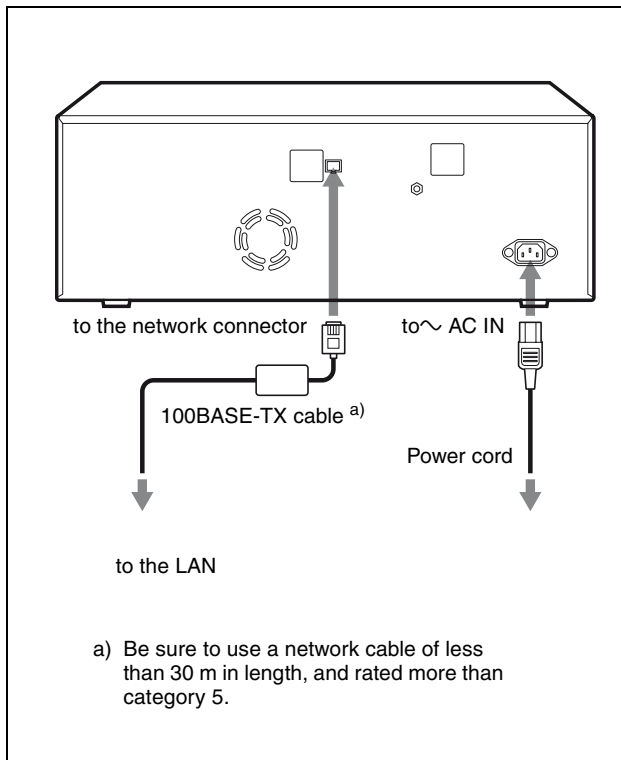 to the network connector
to∼ AC IN
100BASE-TX cable a)
Power cord
to the LAN
a) Be sure to use a network cable of less
than 30 m in length, and rated more than
category 5.